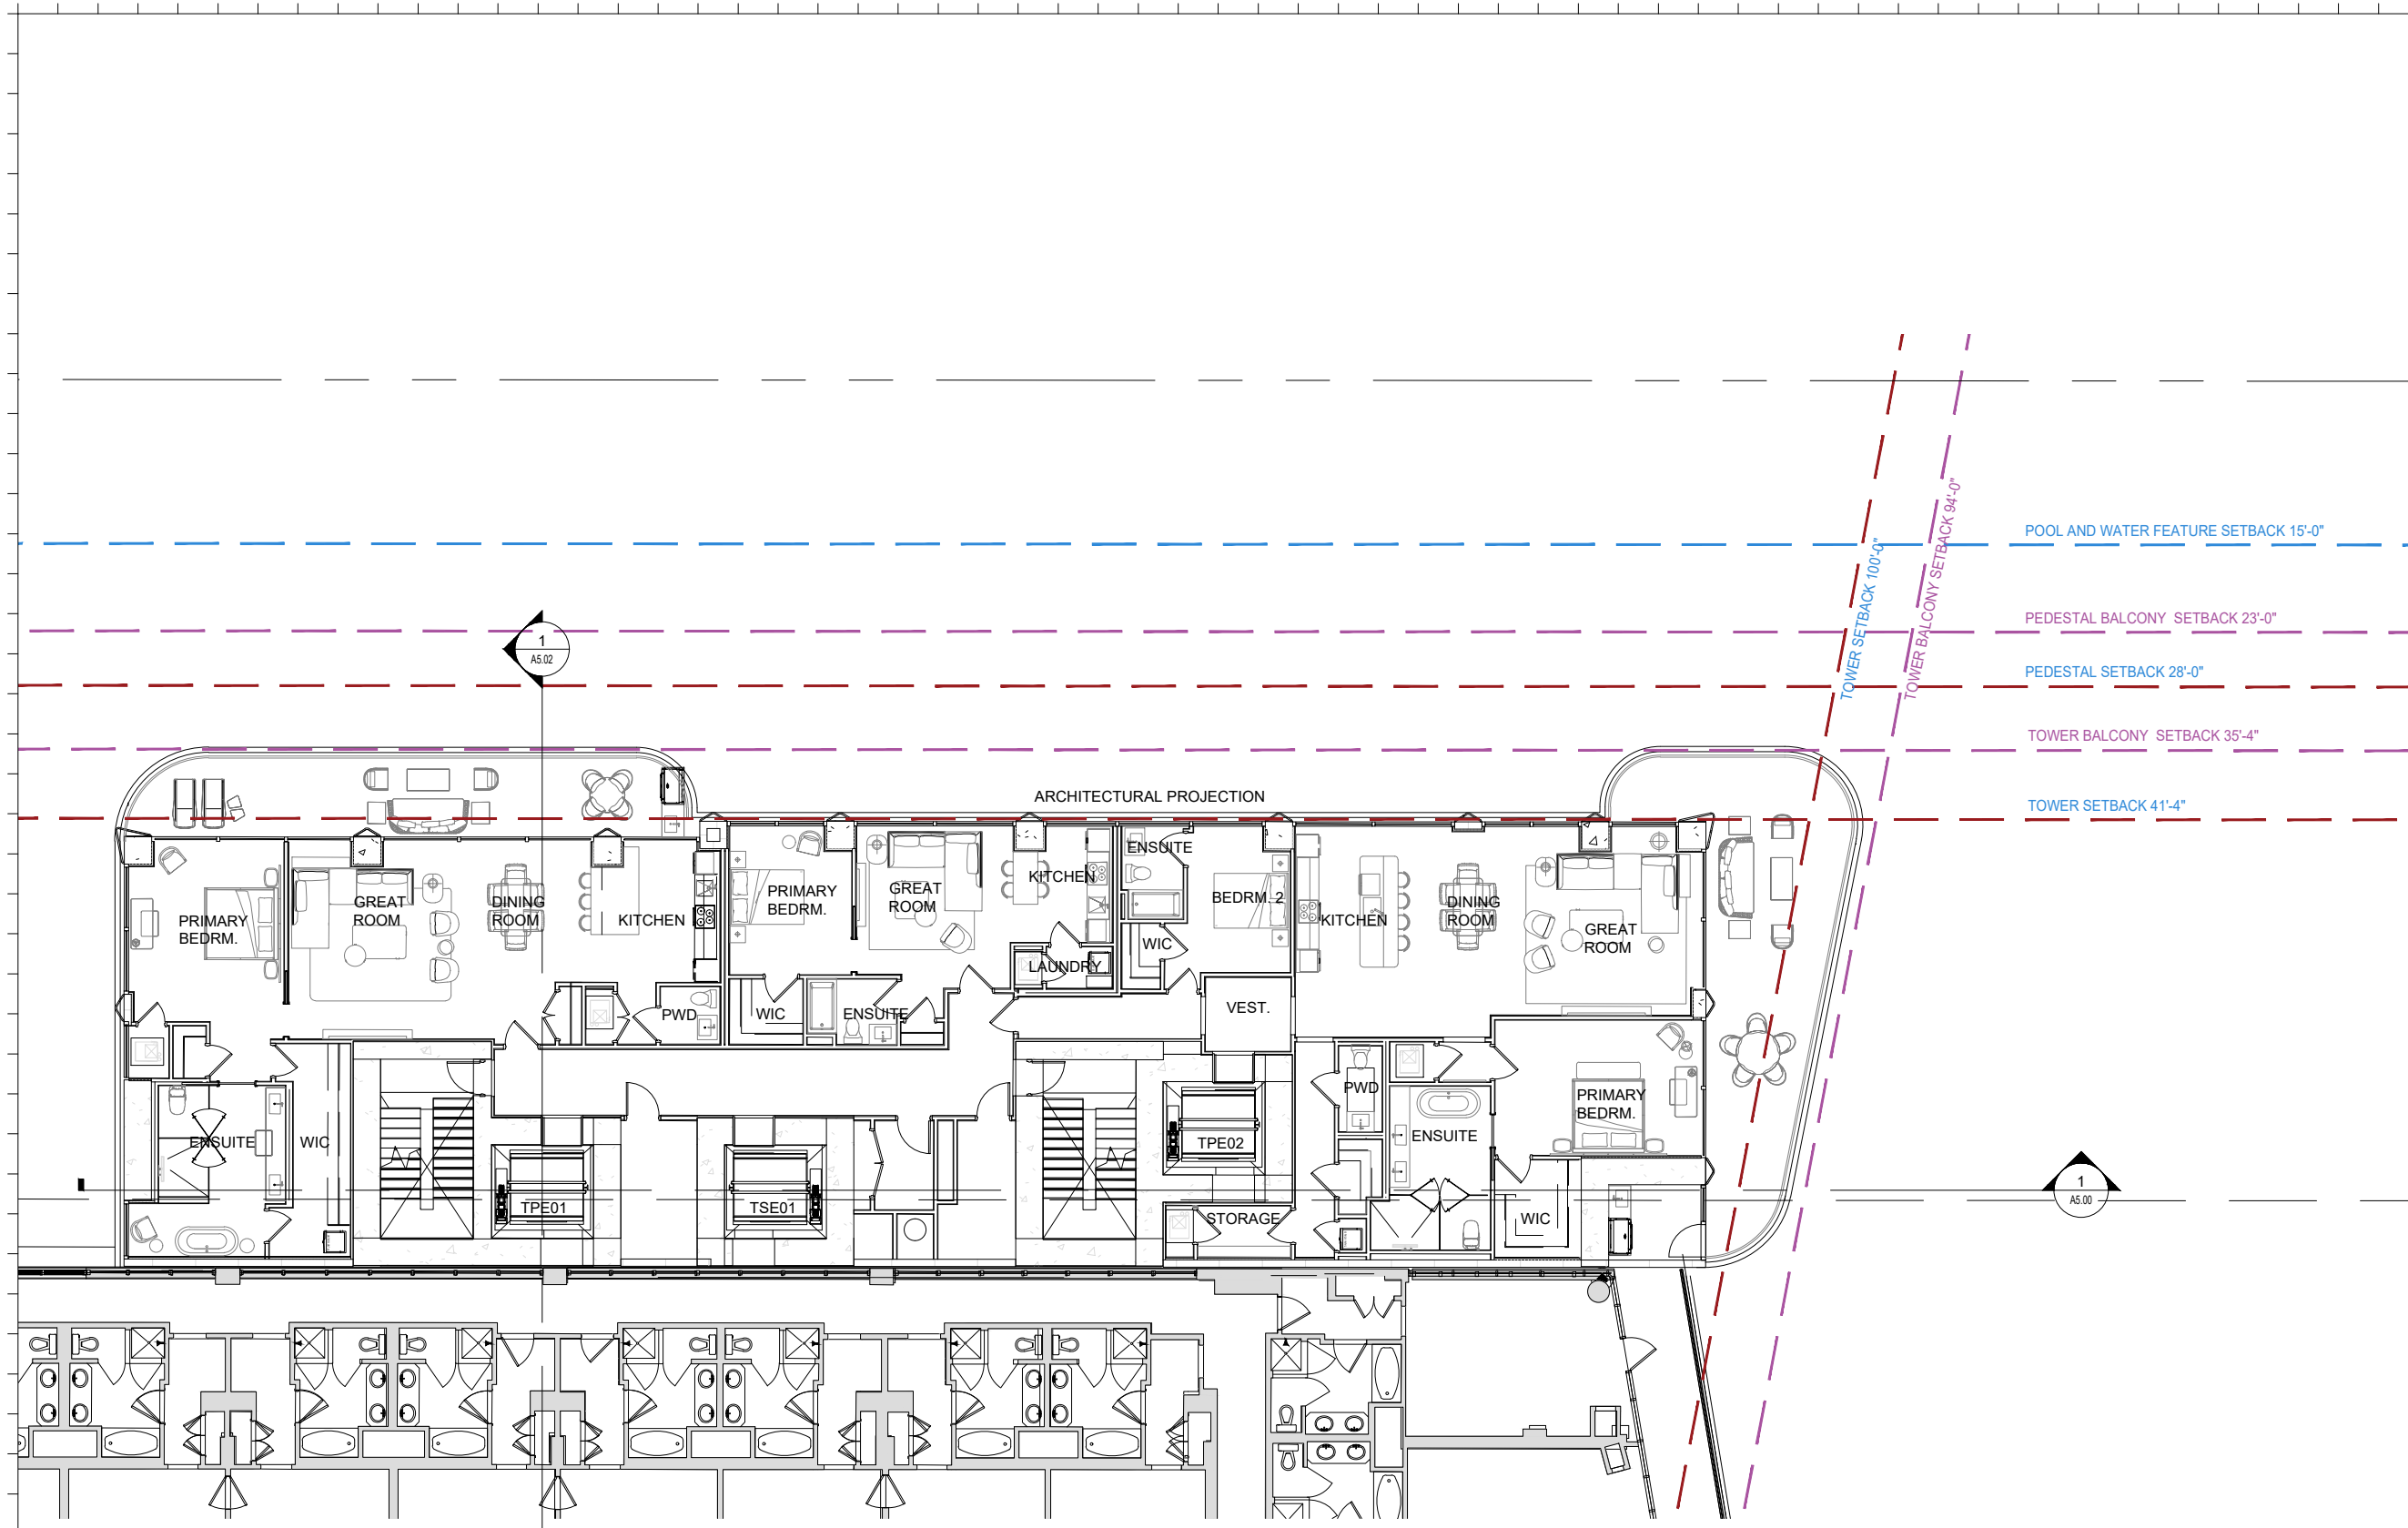 POOL AND WATER FEATURE SETBACK 15'-0"
TOWER SETBACK 100'-0"
TOWER BALCONY SETBACK 94'-0"
PEDESTAL BALCONY  SETBACK 23'-0"
1
A5.02
PEDESTAL SETBACK 28'-0"
TOWER BALCONY  SETBACK 35'-4"
ARCHITECTURAL PROJECTION
TOWER SETBACK 41'-4"
PRIMARY
BEDRM.
GREAT
ROOM
DINING
ROOM
KITCHEN
PRIMARY
BEDRM.
GREAT
ROOM
KITCHEN
ENSUITE
BEDRM. 2
KITCHEN
DINING
ROOM
GREAT
ROOM
WIC
LAUNDRY
PWD
WIC
ENSUITE
VEST.
PWD
PRIMARY
BEDRM.
ENSUITE
WIC
TPE02
ENSUITE
TPE01
TSE01
STORAGE
WIC
1
A5.00